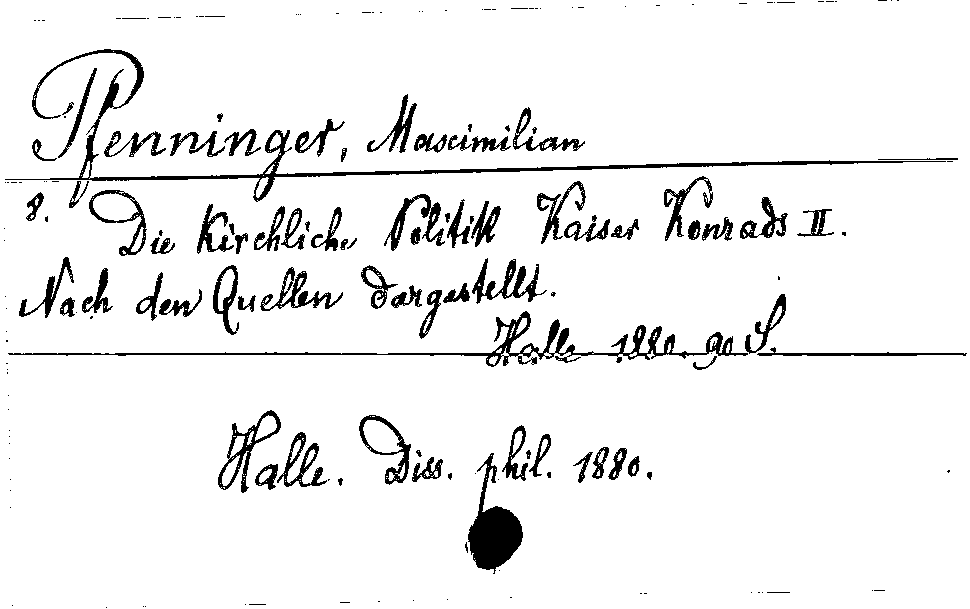 Pfenninger, Maximilian
8. Die kirchliche Politik Kaiser Konrads II.
Nach den Quellen dargestellt.
Halle 1880. 90 S.
Halle. Diss. phil. 1880.